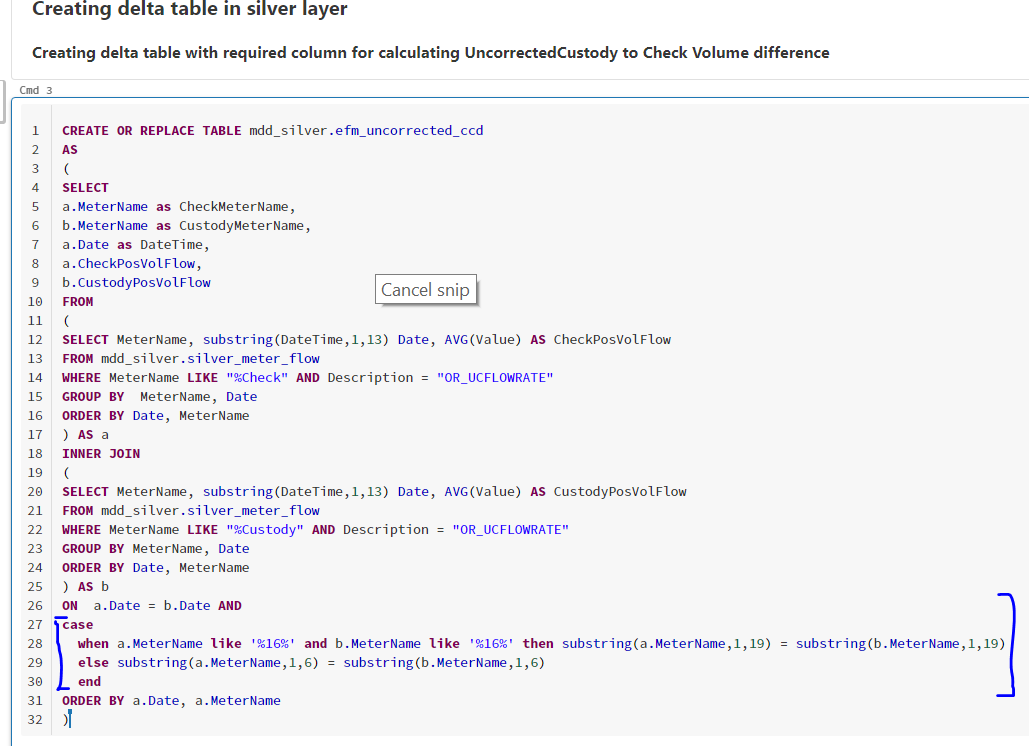 Creating delta table in silver layer
Creating delta table with required column for calculating UncorrectedCustody to Check Volume difference
Cmd 3
1 CREATE OR REPLACE TABLE mdd_silver.efm_uncorrected_ccd
2 AS
3 (
4 SELECT
5 a.MeterName as CheckMeterName,
6 b.MeterName as CustodyMeterName,
7 a.Date as DateTime,
8 a.CheckPosVolFlow,
9 b.CustodyPosVolFlow
Cancel snip
10 FROM
11 (
12 SELECT MeterName, substring(DateTime,1,13) Date, AVG(Value) AS CheckPosVolFlow
13 FROM mdd_silver.silver_meter_flow
14 WHERE MeterName LIKE "%Check" AND Description = "OR_UCFLOWRATE"
15 GROUP BY  MeterName, Date
16 ORDER BY Date, MeterName
17 ) AS a
18 INNER JOIN
19 (
20 SELECT MeterName, substring(DateTime,1,13) Date, AVG(Value) AS CustodyPosVolFlow
21 FROM mdd_silver.silver_meter_flow
22 WHERE MeterName LIKE "%Custody" AND Description = "OR_UCFLOWRATE"
23 GROUP BY MeterName, Date
24 ORDER BY Date, MeterName
25 ) AS b
26 ON  a.Date = b.Date AND
27 case
28   when a.MeterName like '%16%' and b.MeterName like '%16%' then substring(a.MeterName,1,19) = substring(b.MeterName,1,19)
29   else substring(a.MeterName,1,6) = substring(b.MeterName,1,6)
30   end
31 ORDER BY a.Date, a.MeterName
32 )